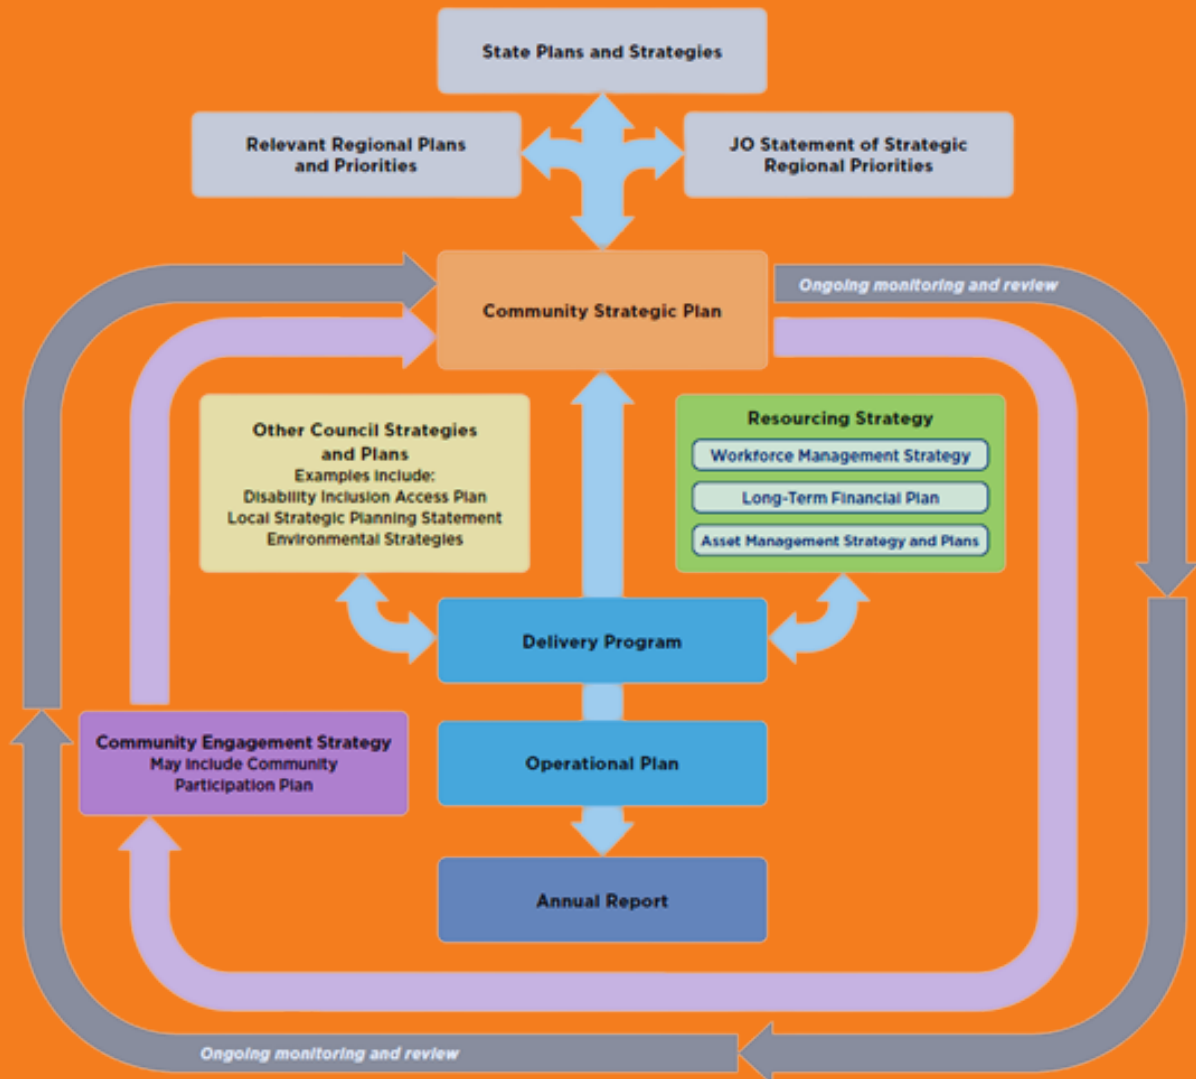 State Plans and Strategies
Relevant Regional Plans
and Priorities
JO Statement of Strategic
Regional Priorities
Community Strategic Plan
Ongoing monitoring and review
Other Council Strategies
and Plans
Examples include:
Disability Inclusion Access Plan
Local Strategic Planning Statement
Environmental Strategies
Resourcing Strategy
Workforce Management Strategy
Long-Term Financial Plan
Asset Management Strategy and Plans
Delivery Program
Community Engagement Strategy
May Include Community
Participation Plan
Operational Plan
Annual Report
Ongoing monitoring and review